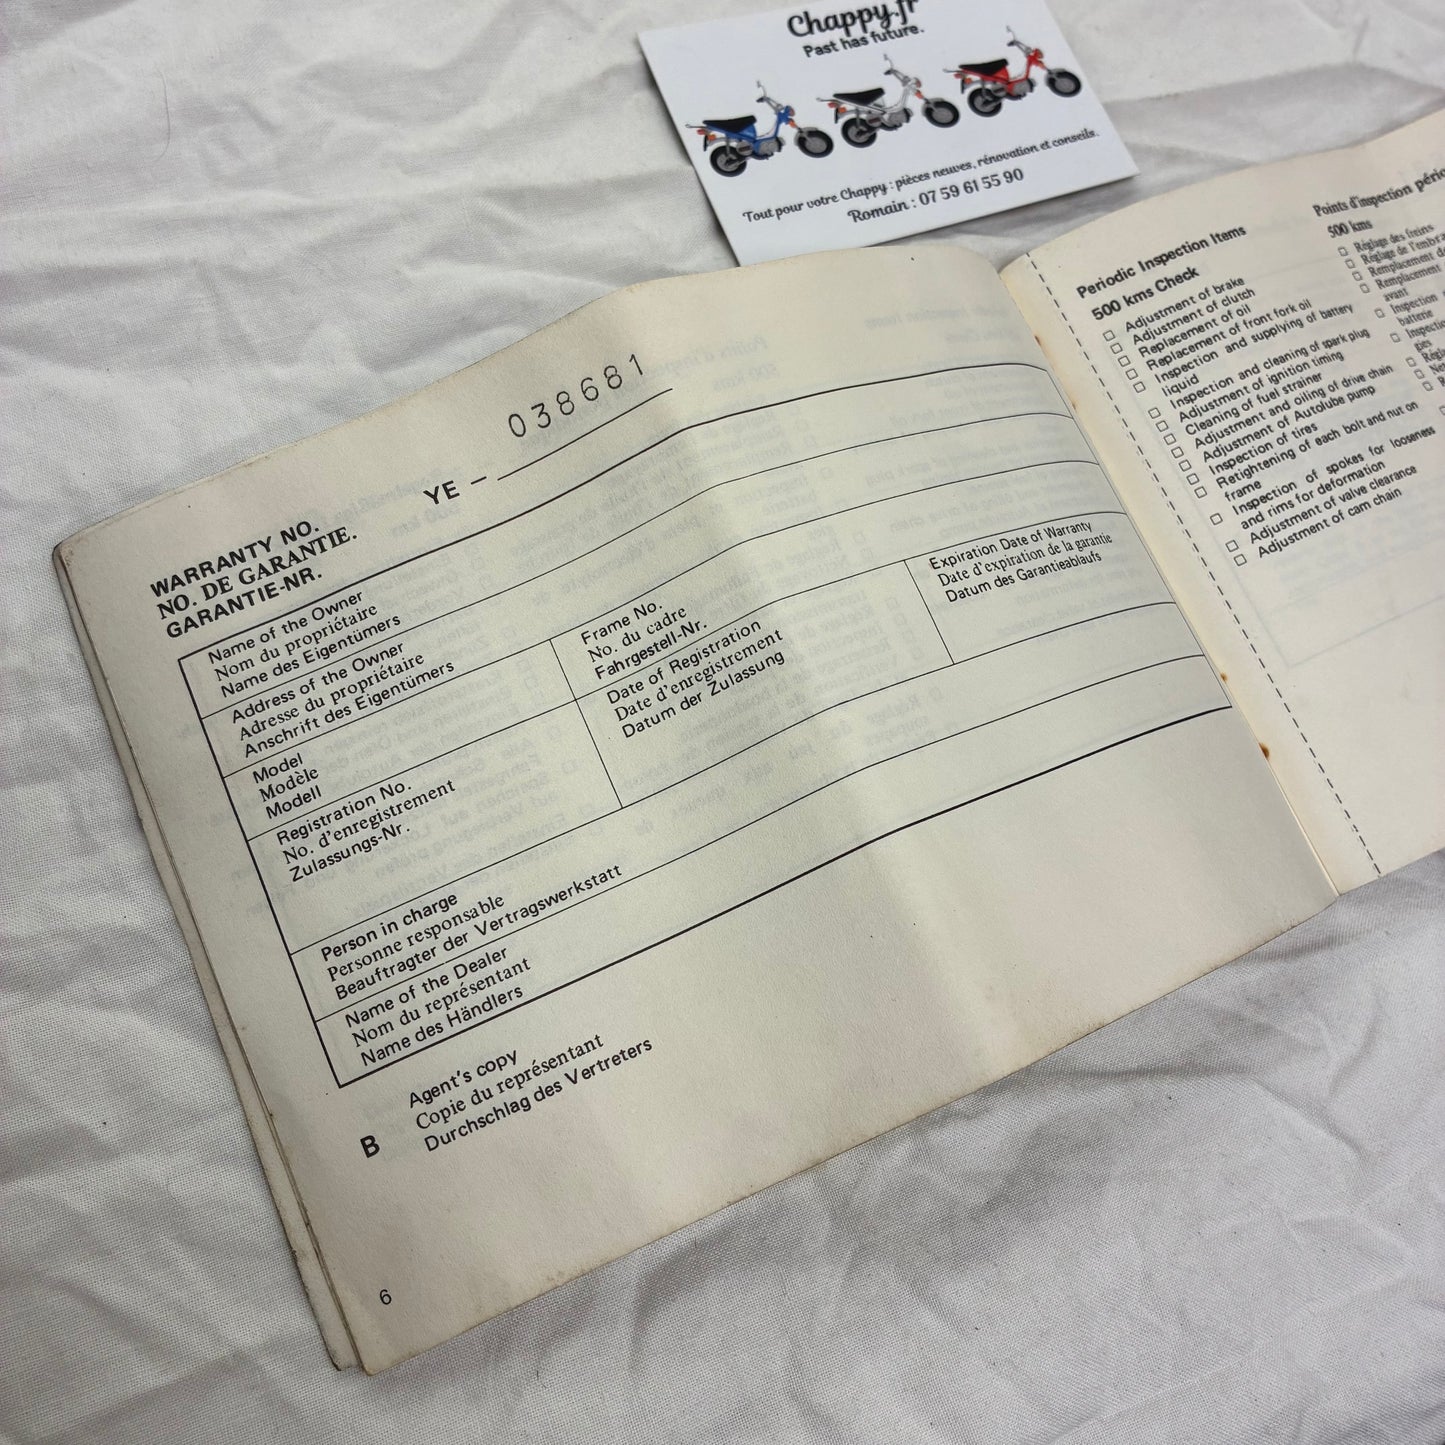 Chappy.fr
Past has future.
Tout pour votre Chappy : pièces neuves, rénovation et conseils.
Romain : 07 59 61 55 90
WARRANTY NO.
NO. DE GARANTIE.
GARANTIE-NR.
YE – 038681
Name of the Owner
Nom du propriétaire
Name des Eigentümers
Address of the Owner
Adresse du propriétaire
Anschrift des Eigentümers
Model
Modèle
Modell
Frame No.
No. du cadre
Fahrgestell-Nr.
Registration No.
No. d'enregistrement
Zulassungs-Nr.
Date of Registration
Date d'enregistrement
Datum der Zulassung
Expiration Date of Warranty
Date d'expiration de la garantie
Datum des Garantieablaufs
Person in charge
Personne responsable
Beauftragter der Vertragswerkstatt
Name of the Dealer
Nom du représentant
Name des Händlers
B
Agent's copy
Copie du représentant
Durchschlag des Vertreters
6
Periodic Inspection Items
500 kms Check
Adjustment of brake
Adjustment of clutch
Replacement of oil
Replacement of front fork oil
Inspection and supplying of battery
liquid
Inspection and cleaning of spark plug
Adjustment of ignition timing
Cleaning of fuel strainer
Adjustment and oiling of drive chain
Adjustment of Autolube pump
Inspection of tires
Retightening of each bolt and nut on
frame
Inspection of spokes for looseness
and rims for deformation
Adjustment of valve clearance
Adjustment of cam chain
Points d'inspection
500 kms
Réglage des freins
Réglage de
Remplacement
Remplacement
avant
Inspection
batterie
Inspection